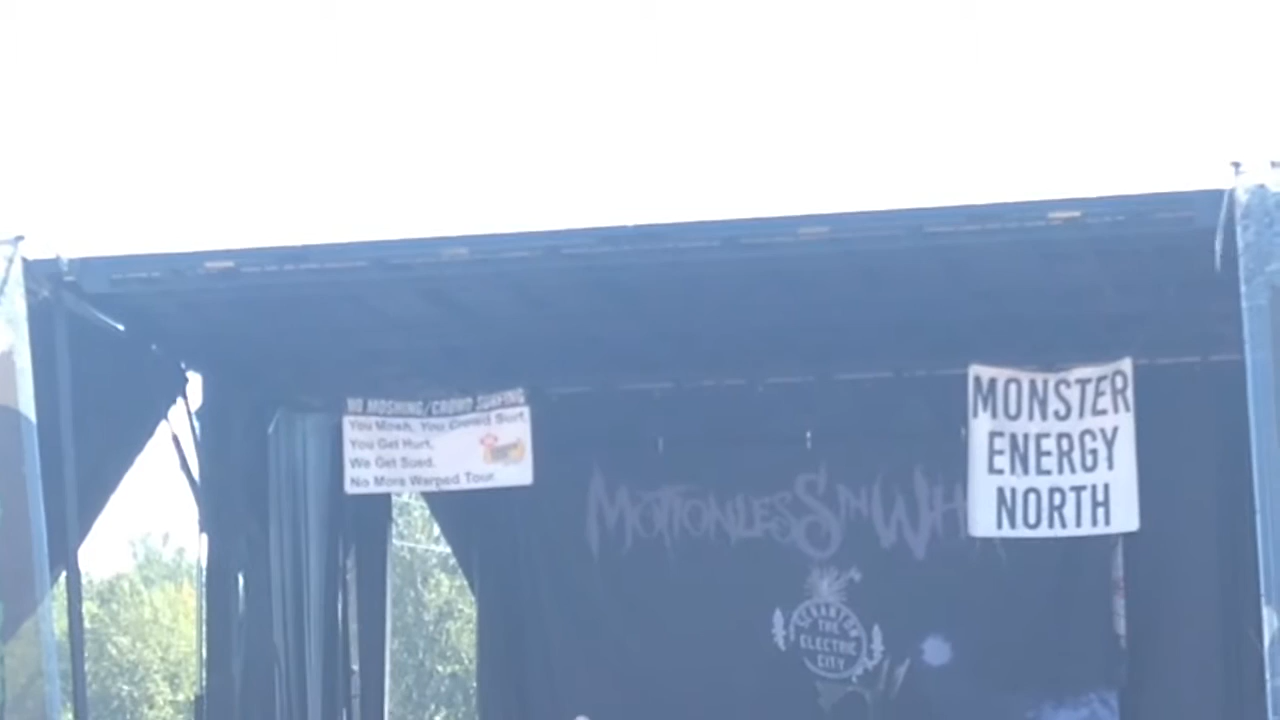 NO MOSHING/CROWD SURFING
You Mosh, You Crowd Surf,
You Get Hurt,
We Get Sued,
No More Warped Tour.
MONSTER
ENERGY
NORTH
MOTIONLESS IN WH
SCRANTON
THE
ELECTRIC
CITY